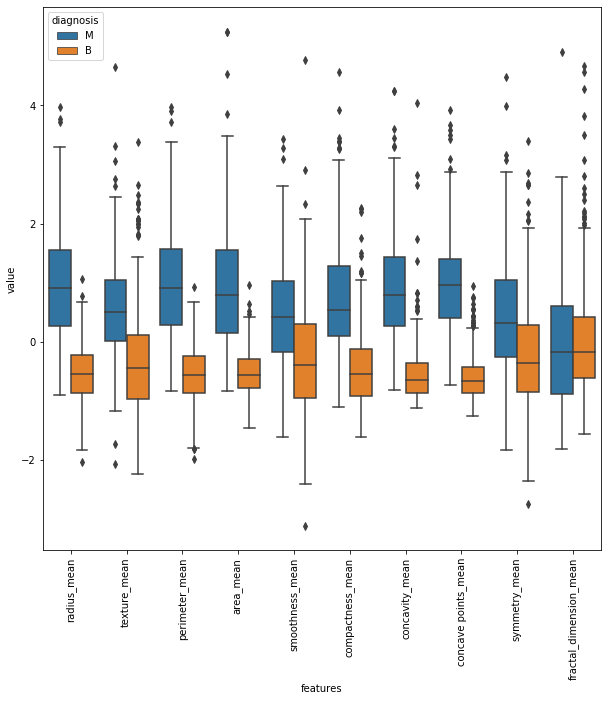 diagnosis
M
B
4
2
0
−2
value
radius_mean
texture_mean
perimeter_mean
area_mean
smoothness_mean
compactness_mean
concavity_mean
concave points_mean
symmetry_mean
fractal_dimension_mean
features